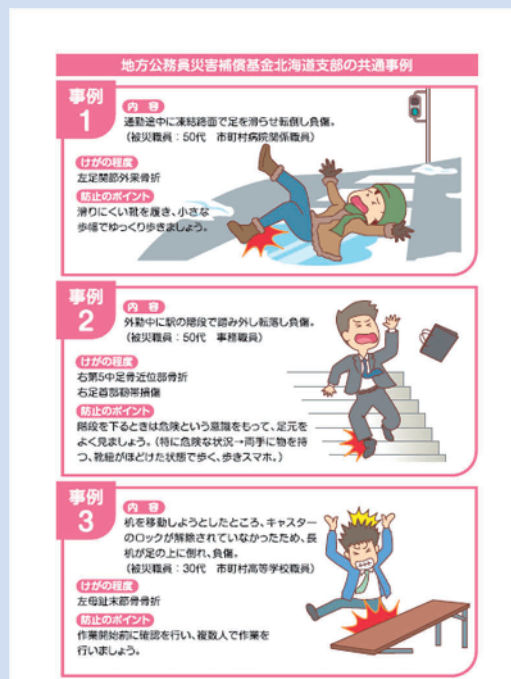 地方公務員災害補償基金北海道支部の共通事例
事例
1
内 容
通勤途中に凍結路面で足を滑らせ転倒し負傷。
(被災職員:50代 市町村病院関係職員)
けがの程度
左足関節外果骨折
防止のポイント
滑りにくい靴を履き、小さな
歩幅でゆっくり歩きましょう。
事例
2
内 容
外勤中に駅の階段で踏み外し転落し負傷。
(被災職員:50代 事務職員)
けがの程度
右第5中足骨近位部骨折
右足首部靭帯損傷
防止のポイント
階段を下るときは危険という意識をもって、足元を
よく見ましょう。(特に危険な状況→両手に物を持
つ、靴紐がほどけた状態で歩く、歩きスマホ。)
事例
3
内 容
机を移動しようとしたところ、キャスター
のロックが解除されていなかったため、長
机が足の上に倒れ、負傷。
(被災職員:30代 市町村高等学校職員)
けがの程度
左母趾末節骨骨折
防止のポイント
作業開始前に確認を行い、複数人で作業を
行いましょう。